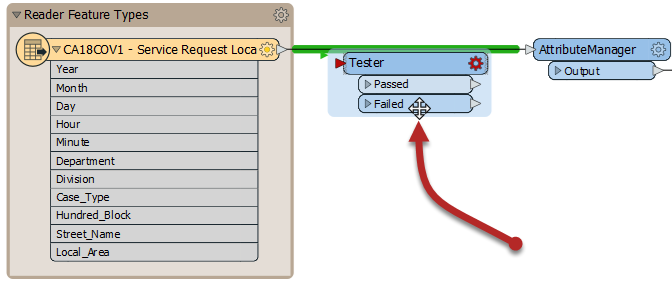 Reader Feature Types
CA18COV1 - Service Request Loca
Year
Month
Day
Hour
Minute
Department
Division
Case_Type
Hundred_Block
Street_Name
Local_Area
Tester
Passed
Failed
AttributeManager
Output